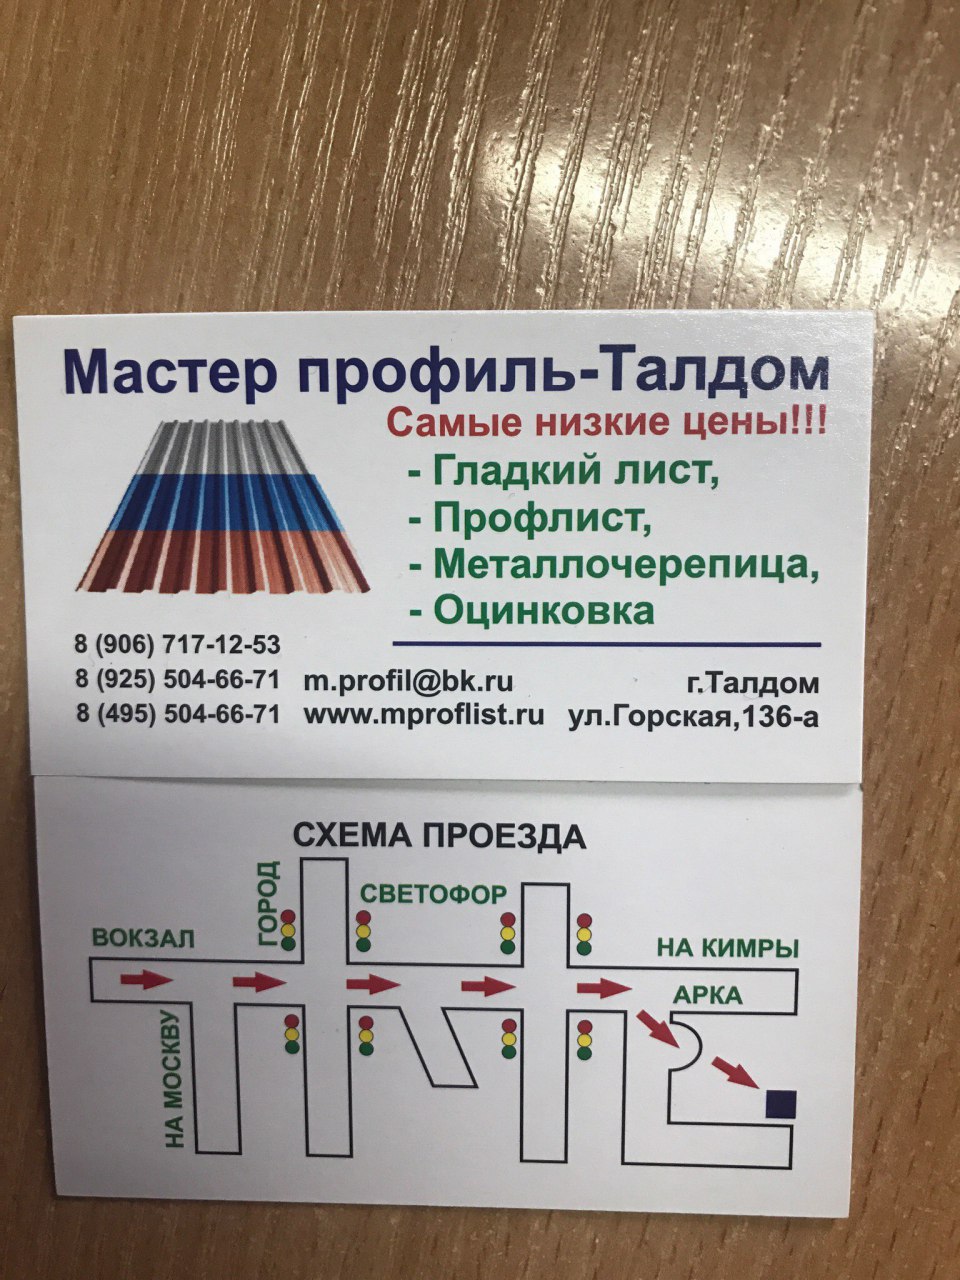 Мастер профиль-Талдом
Самые низкие цены!!!
- Гладкий лист,
- Профлист,
- Металлочерепица,
- Оцинковка
8 (906) 717-12-53
8 (925) 504-66-71 m.profil@bk.ru г.Талдом
8 (495) 504-66-71 www.mproflist.ru ул.Горская,136-а
СХЕМА ПРОЕЗДА
ГОРОД
СВЕТОФОР
ВОКЗАЛ
НА КИМРЫ
АРКА
НА МОСКВУ